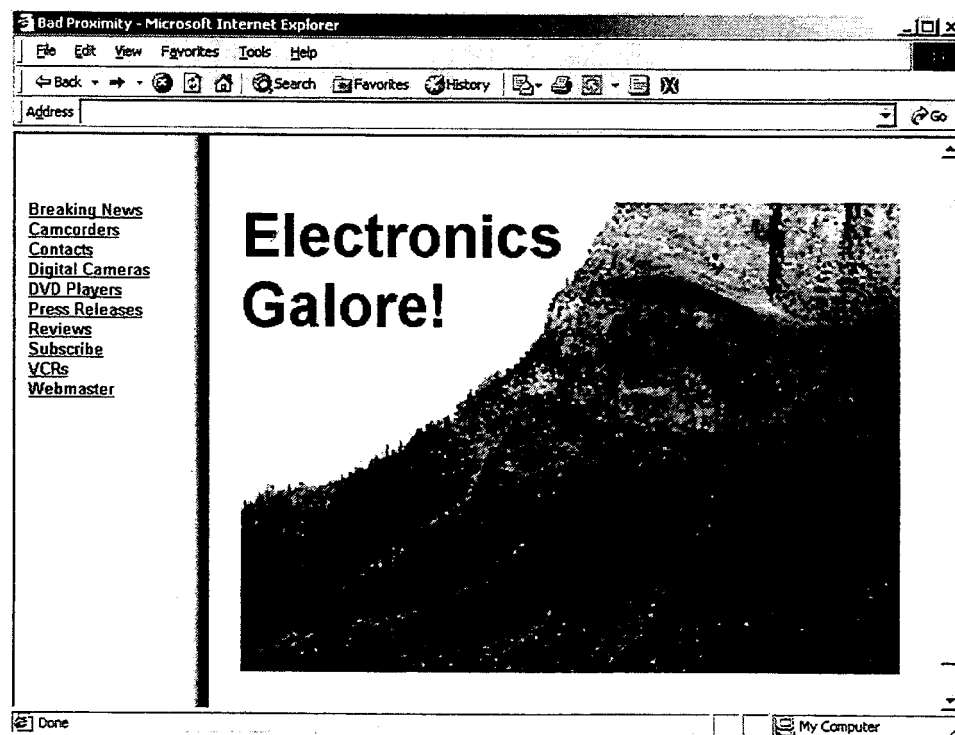 Bad Proximity - Microsoft Internet Explorer
File Edit View Favorites Tools Help
Back Search Favorites History
Address Go
Breaking News
Camcorders
Contacts
Digital Cameras
DVD Players
Press Releases
Reviews
Subscribe
VCRs
Webmaster
Electronics
Galore!
Done My Computer